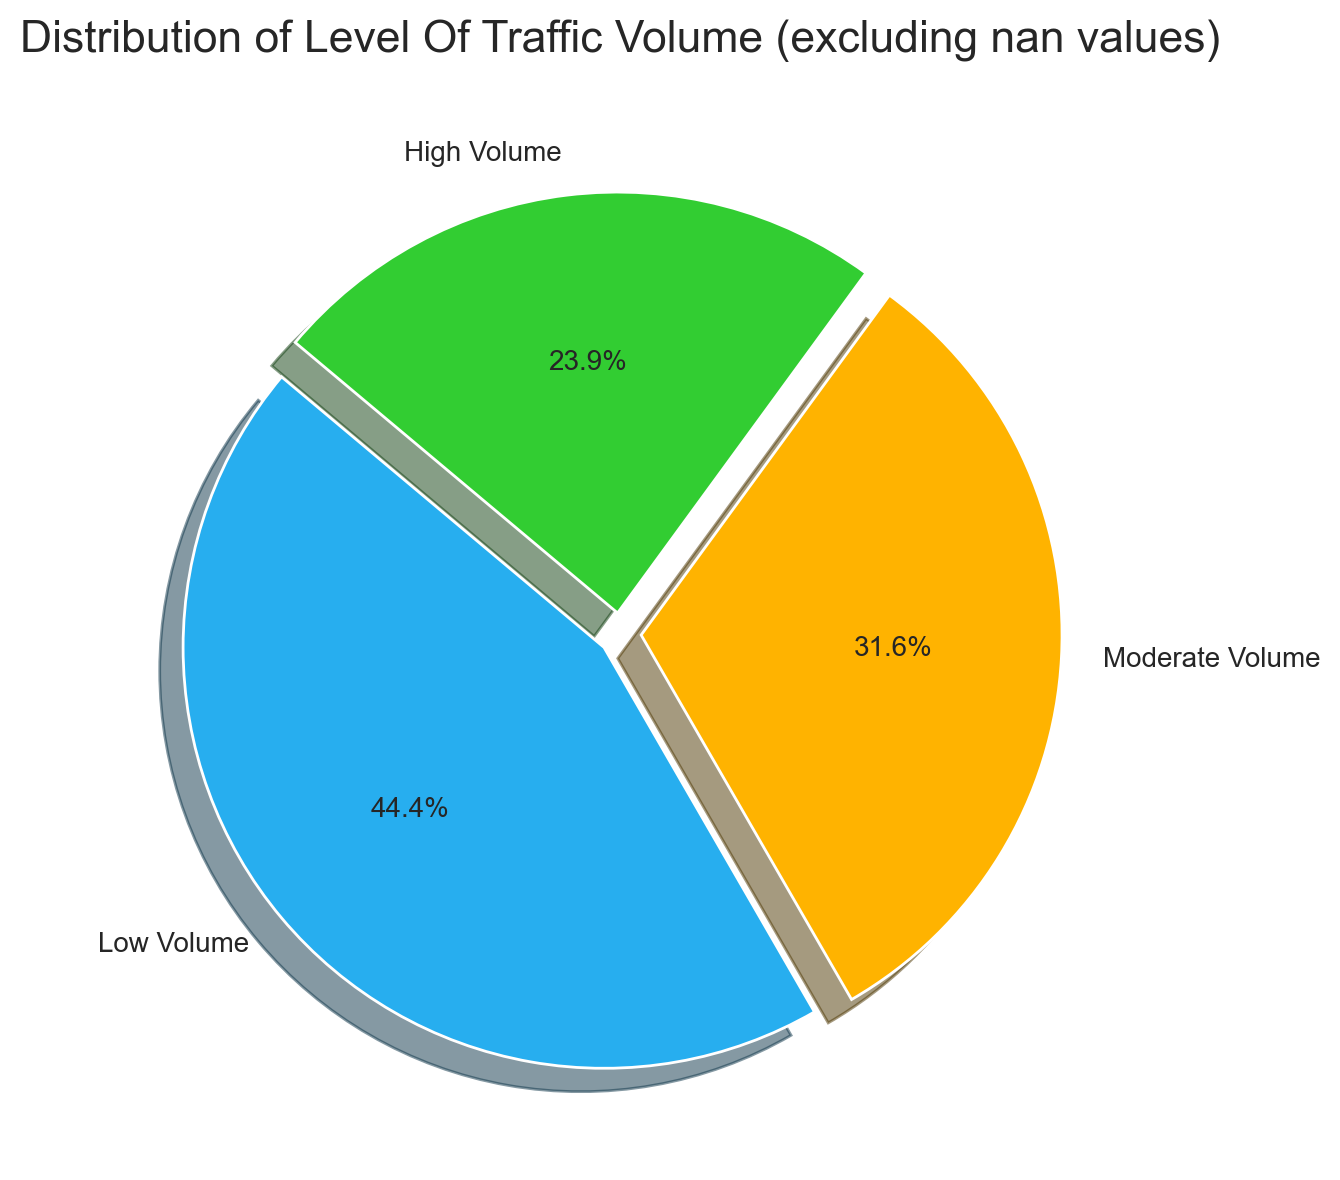 Distribution of Level Of Traffic Volume (excluding nan values)
High Volume
23.9%
31.6%
Moderate Volume
44.4%
Low Volume